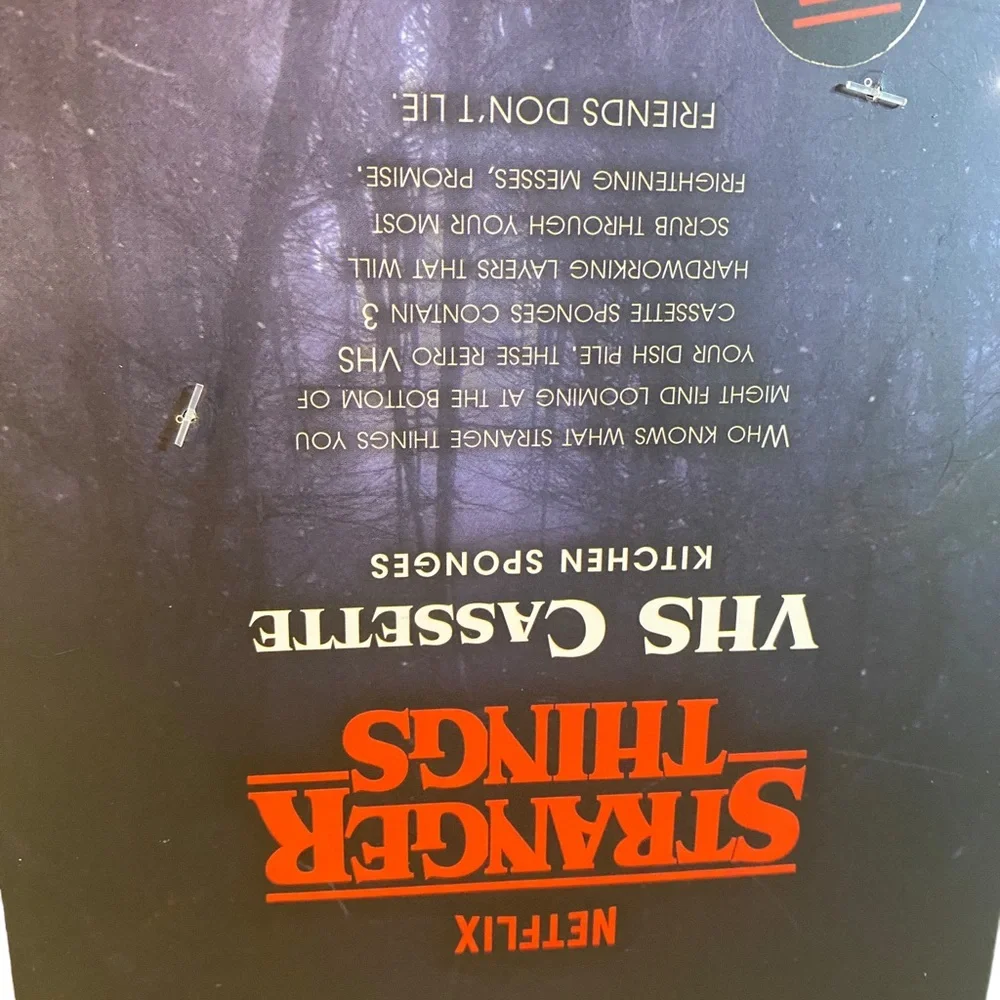 NETFLIX
STRANGER
THINGS
VHS CASSETTE
KITCHEN SPONGES
WHO KNOWS WHAT STRANGE THINGS YOU
MIGHT FIND LOOMING AT THE BOTTOM OF
YOUR DISH PILE. THESE RETRO VHS
CASSETTE SPONGES CONTAIN 3
HARDWORKING LAYERS THAT WILL
SCRUB THROUGH YOUR MOST
FRIGHTENING MESSES, PROMISE.
FRIENDS DON'T LIE.